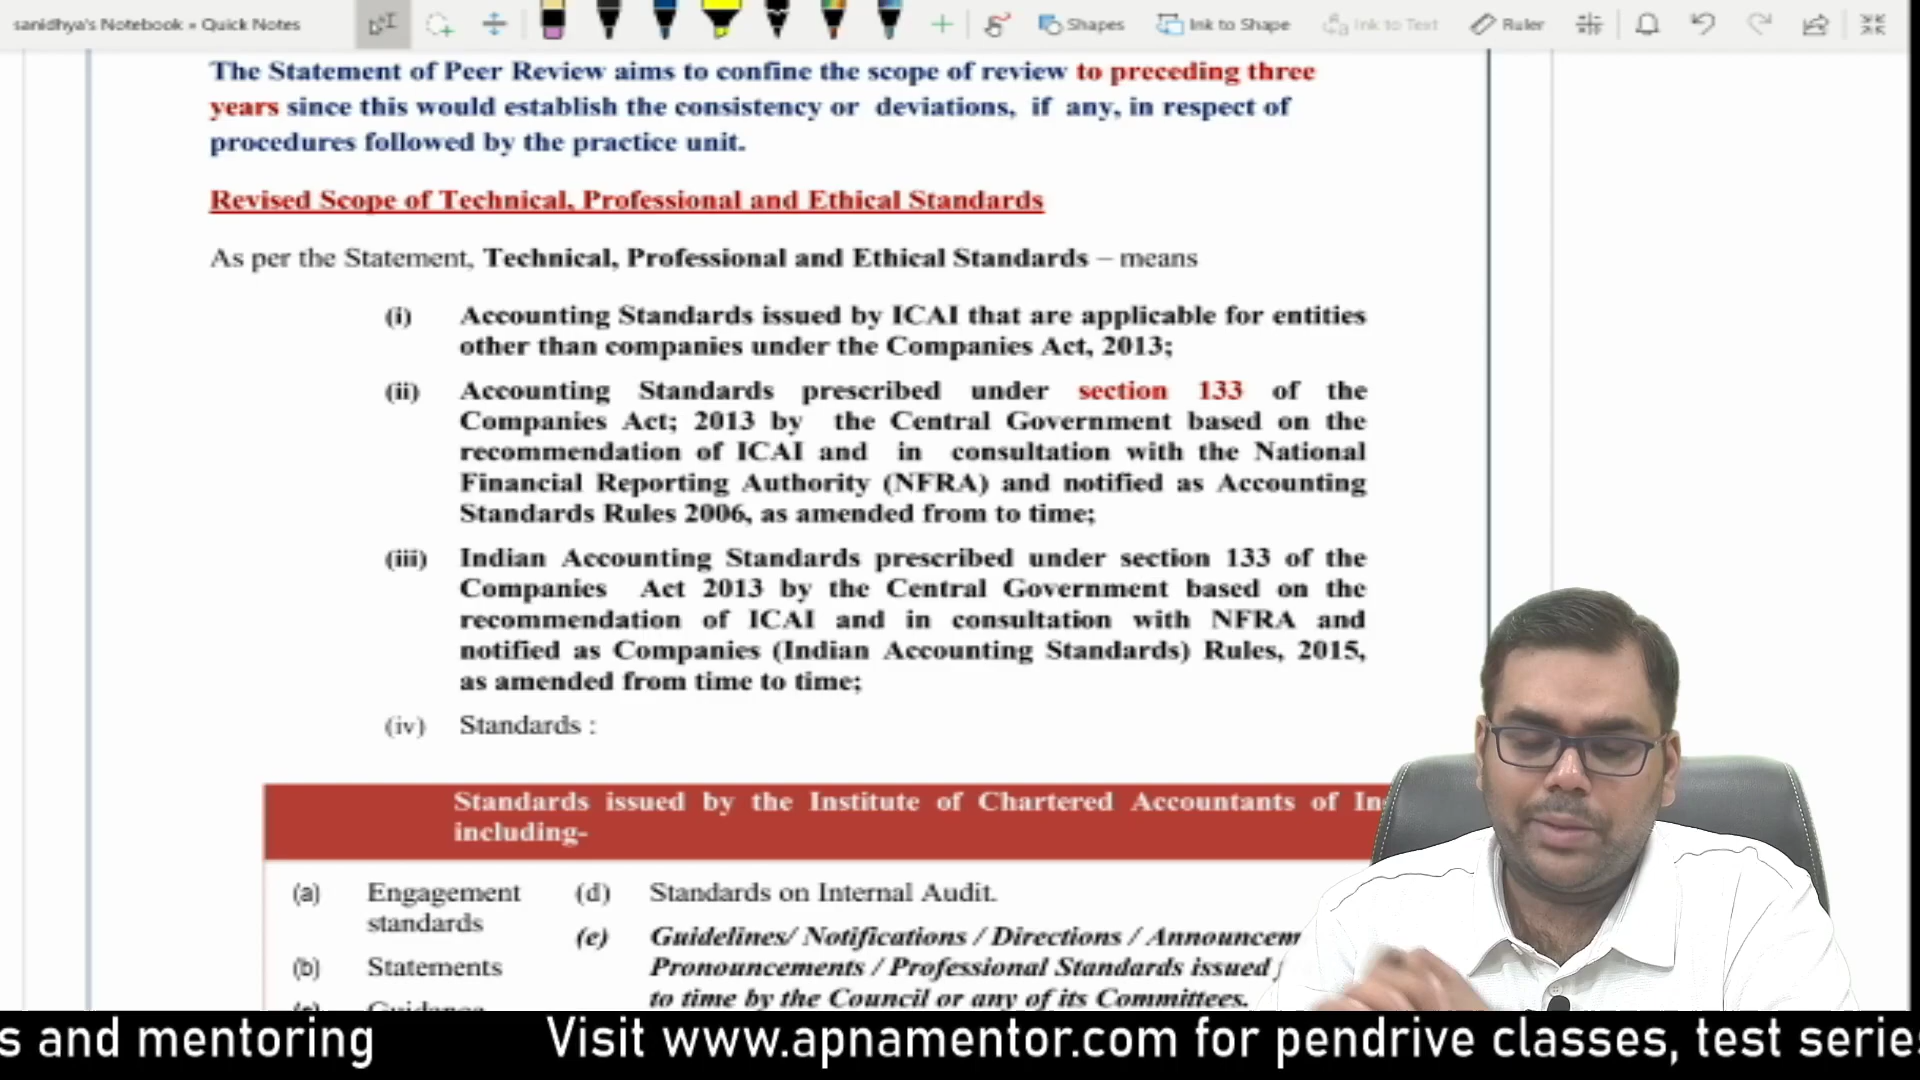 sanidhya's Notebook » Quick Notes
Shapes
Ink to Shape
Ink to Text
Ruler
The Statement of Peer Review aims to confine the scope of review to preceding three
years since this would establish the consistency or deviations, if any, in respect of
procedures followed by the practice unit.
Revised Scope of Technical, Professional and Ethical Standards
As per the Statement, Technical, Professional and Ethical Standards – means
(i) Accounting Standards issued by ICAI that are applicable for entities
other than companies under the Companies Act, 2013;
(ii) Accounting Standards prescribed under section 133 of the
Companies Act; 2013 by the Central Government based on the
recommendation of ICAI and in consultation with the National
Financial Reporting Authority (NFRA) and notified as Accounting
Standards Rules 2006, as amended from to time;
(iii) Indian Accounting Standards prescribed under section 133 of the
Companies Act 2013 by the Central Government based on the
recommendation of ICAI and in consultation with NFRA and
notified as Companies (Indian Accounting Standards) Rules, 2015,
as amended from time to time;
(iv) Standards :
Standards issued by the Institute of Chartered Accountants of In
including-
(a) Engagement
standards
(b) Statements
(d) Standards on Internal Audit.
(e) Guidelines/ Notifications / Directions / Announcem
Pronouncements / Professional Standards issued
to time by the Council or any of its Committees.
s and mentoring Visit www.apnamentor.com for pendrive classes, test serie